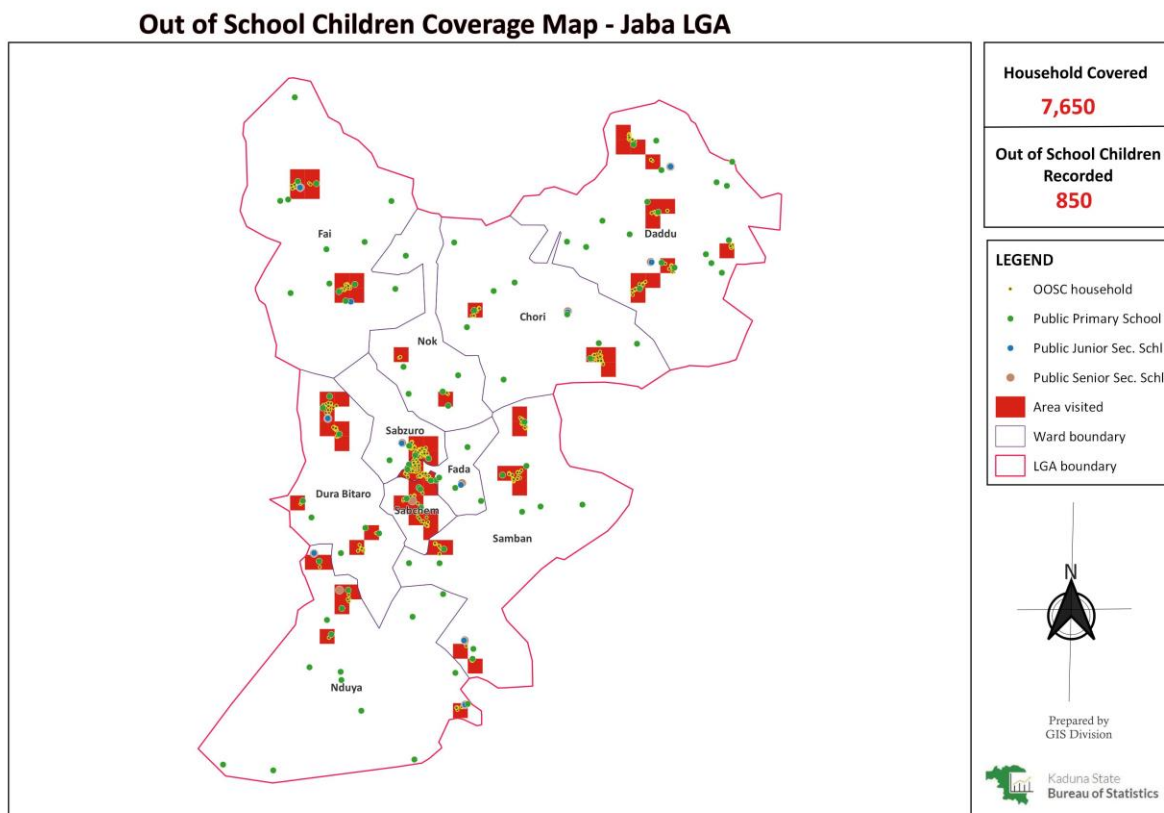 Out of School Children Coverage Map - Jaba LGA
Household Covered
7,650
Out of School Children
Recorded
850
LEGEND
OOSC household
Public Primary School
Public Junior Sec. Schl
Public Senior Sec. Schl
Area visited
Ward boundary
LGA boundary
Fai
Daddu
Chori
Nok
Sabzuro
Fada
Dura Bitaro
Sabchem
Samban
Nduya
N
Prepared by
GIS Division
Kaduna State
Bureau of Statistics